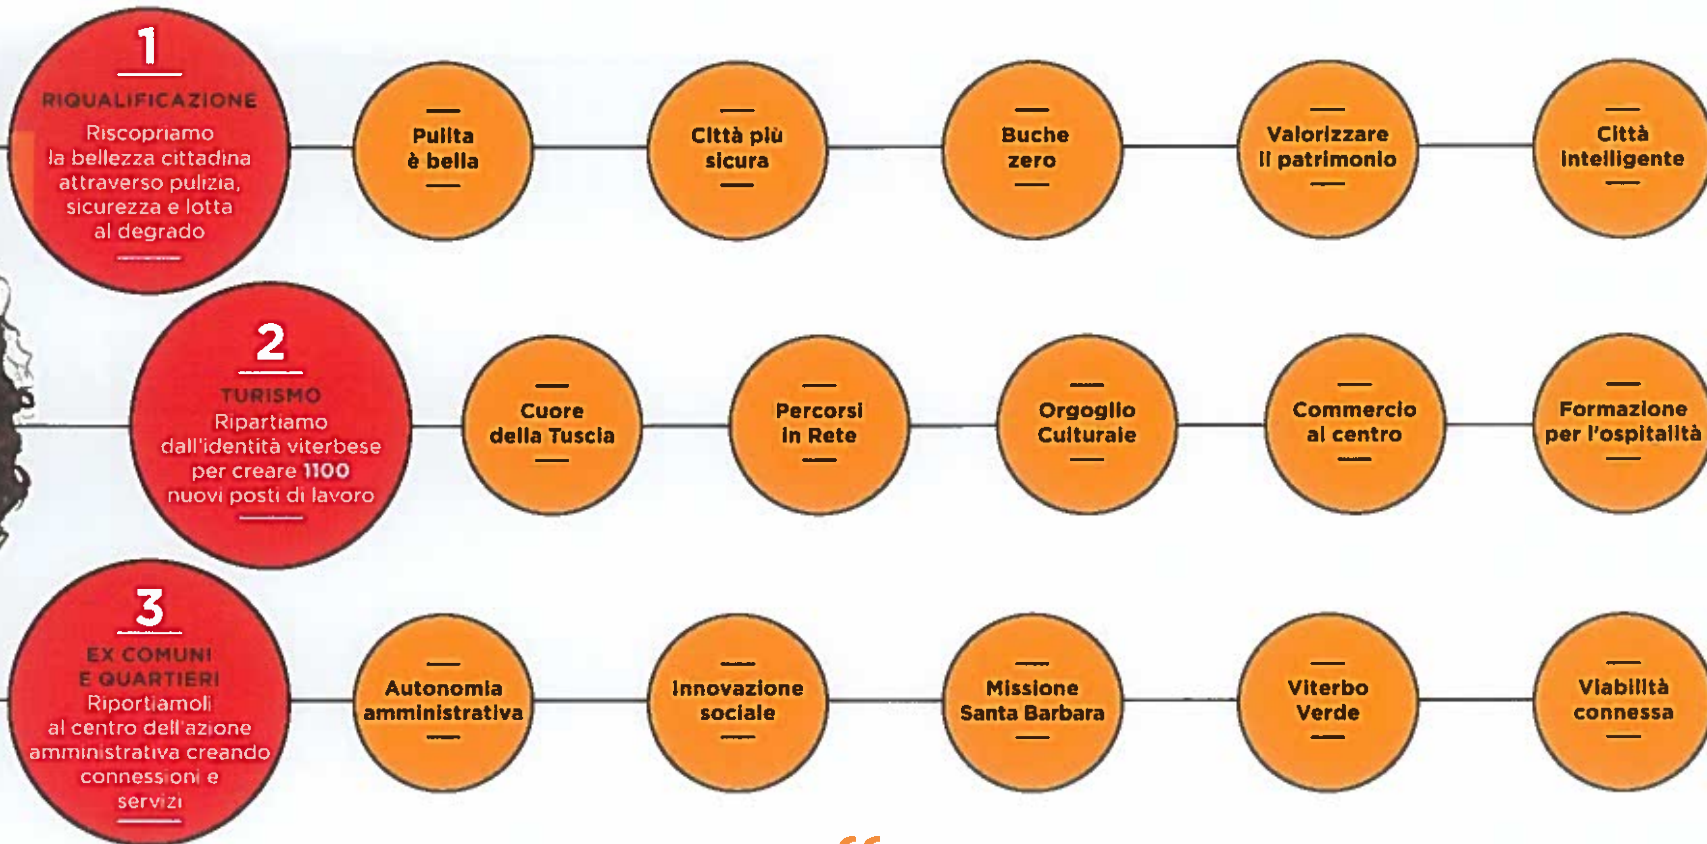 1
RIQUALIFICAZIONE
Riscopriamo
la bellezza cittadina
attraverso pulizia,
sicurezza e lotta
al degrado
Pulita
è bella
Città più
sicura
Buche
zero
Valorizzare
il patrimonio
Città
intelligente
2
TURISMO
Ripartiamo
dall'identità viterbese
per creare 1100
nuovi posti di lavoro
Cuore
della Tuscia
Percorsi
in Rete
Orgoglio
Culturale
Commercio
al centro
Formazione
per l'ospitalità
3
EX COMUNI
E QUARTIERI
Riportiamoli
al centro dell'azione
amministrativa creando
connessioni e
servizi
Autonomia
amministrativa
Innovazione
sociale
Missione
Santa Barbara
Viterbo
Verde
Viabilità
connessa
“